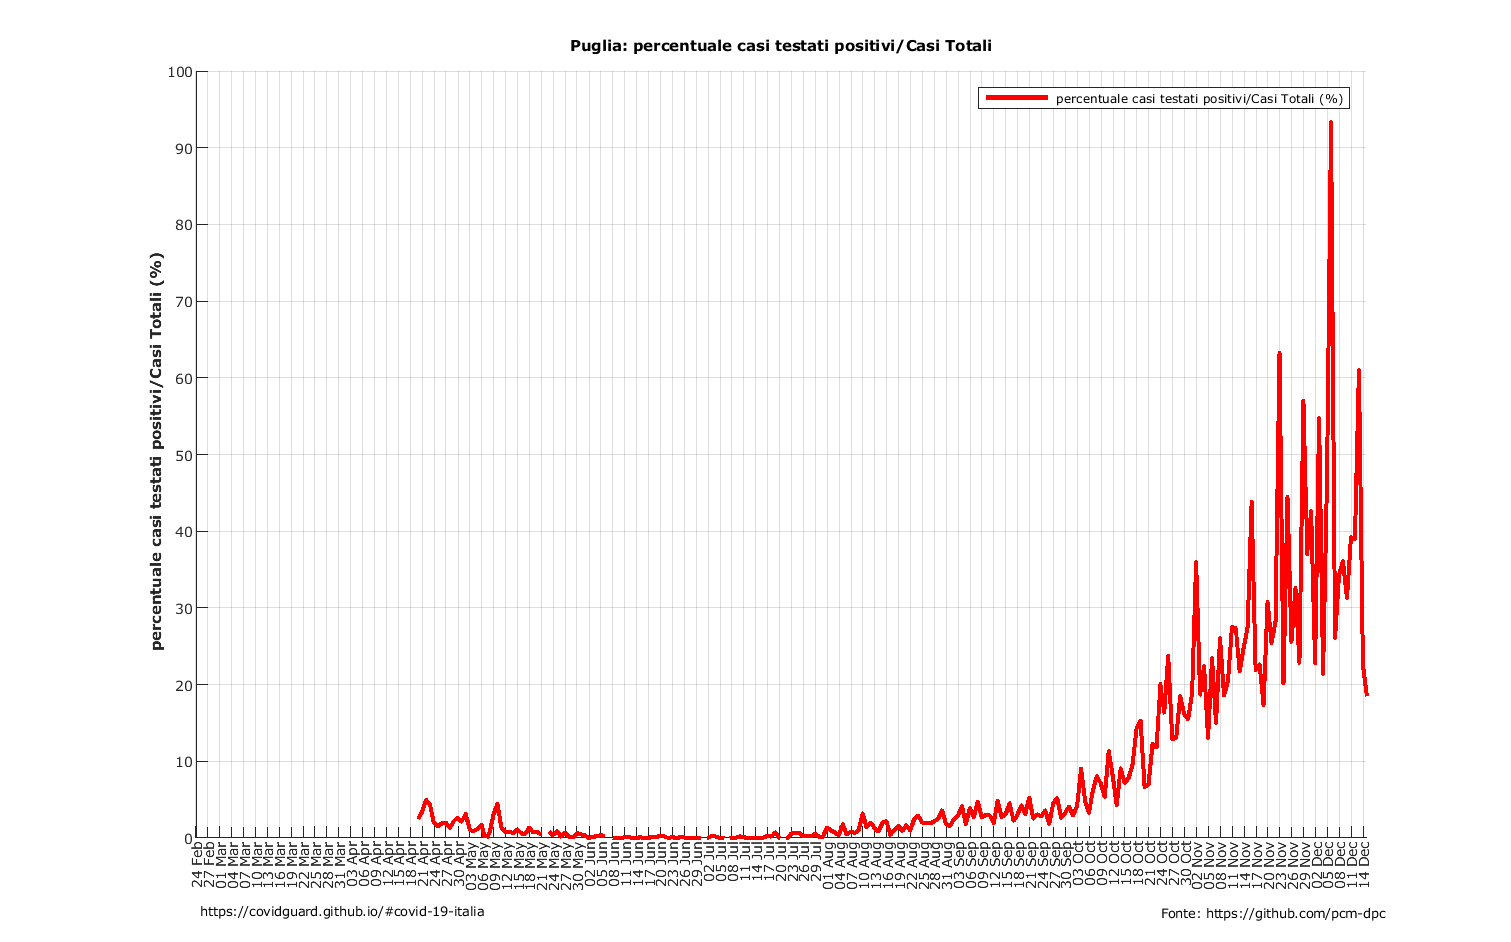 Puglia: percentuale casi testati positivi/Casi Totali
percentuale casi testati positivi/Casi Totali (%)
percentuale casi testati positivi/Casi Totali (%)
100
90
80
70
60
50
40
30
20
10
0
24 Feb
27 Feb
01 Mar
04 Mar
07 Mar
10 Mar
13 Mar
16 Mar
19 Mar
22 Mar
25 Mar
28 Mar
31 Mar
03 Apr
06 Apr
09 Apr
12 Apr
15 Apr
18 Apr
21 Apr
24 Apr
27 Apr
30 Apr
03 May
06 May
09 May
12 May
15 May
18 May
21 May
24 May
27 May
30 May
02 Jun
05 Jun
08 Jun
11 Jun
14 Jun
17 Jun
20 Jun
23 Jun
26 Jun
29 Jun
02 Jul
05 Jul
08 Jul
11 Jul
14 Jul
17 Jul
20 Jul
23 Jul
26 Jul
29 Jul
01 Aug
04 Aug
07 Aug
10 Aug
13 Aug
16 Aug
19 Aug
22 Aug
25 Aug
28 Aug
31 Aug
03 Sep
06 Sep
09 Sep
12 Sep
15 Sep
18 Sep
21 Sep
24 Sep
27 Sep
30 Sep
03 Oct
06 Oct
09 Oct
12 Oct
15 Oct
18 Oct
21 Oct
24 Oct
27 Oct
30 Oct
02 Nov
05 Nov
08 Nov
11 Nov
14 Nov
17 Nov
20 Nov
23 Nov
26 Nov
29 Nov
02 Dec
05 Dec
08 Dec
11 Dec
14 Dec
https://covidguard.github.io/#covid-19-italia
Fonte: https://github.com/pcm-dpc